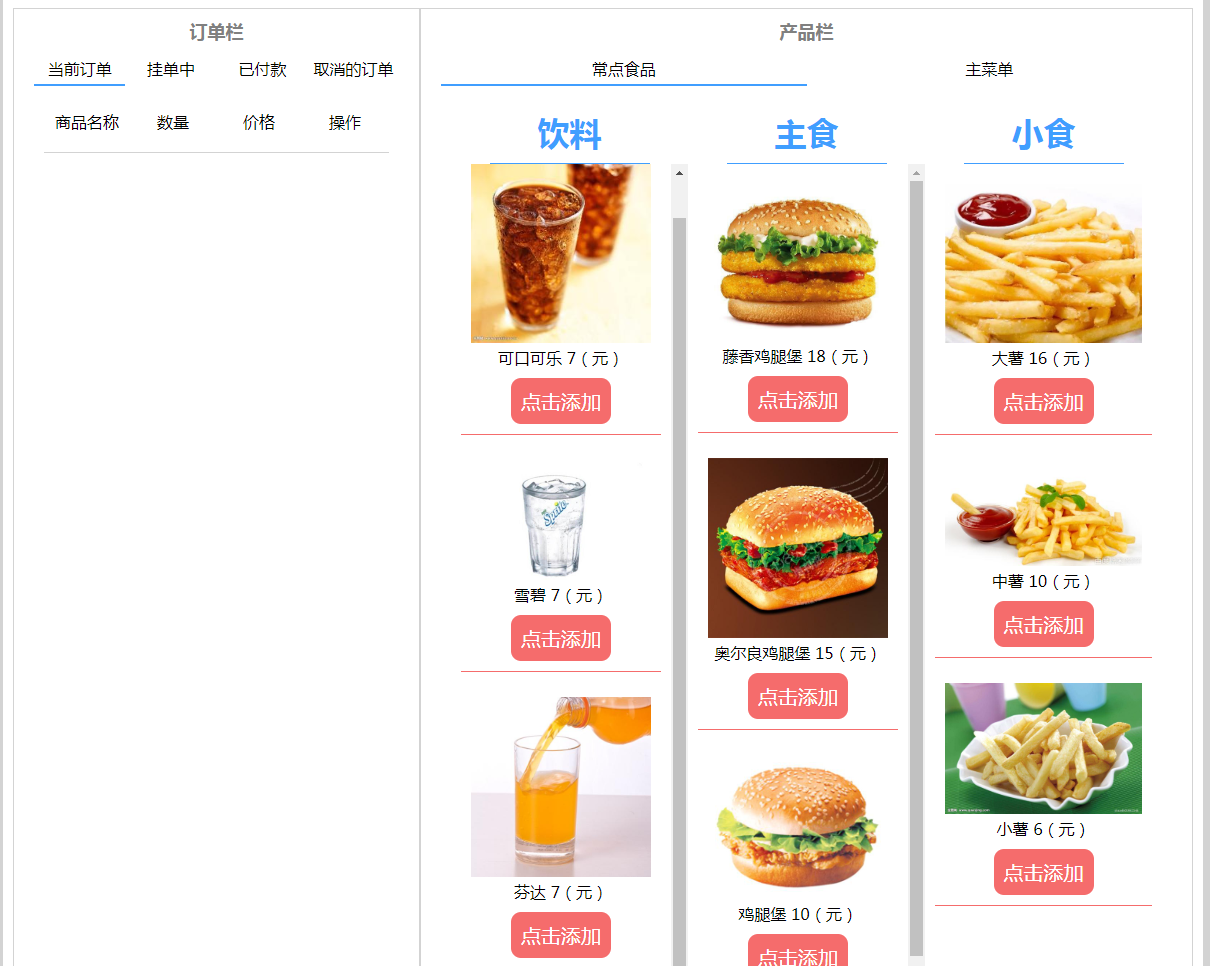 订单栏
当前订单 挂单中 已付款 取消的订单
商品名称 数量 价格 操作
产品栏
常点食品 主菜单
饮料
可口可乐 7（元）
点击添加
Sprite
雪碧 7（元）
点击添加
芬达 7（元）
点击添加
主食
藤香鸡腿堡 18（元）
点击添加
奥尔良鸡腿堡 15（元）
点击添加
鸡腿堡 10（元）
点击添加
小食
大薯 16（元）
点击添加
中薯 10（元）
点击添加
小薯 6（元）
点击添加